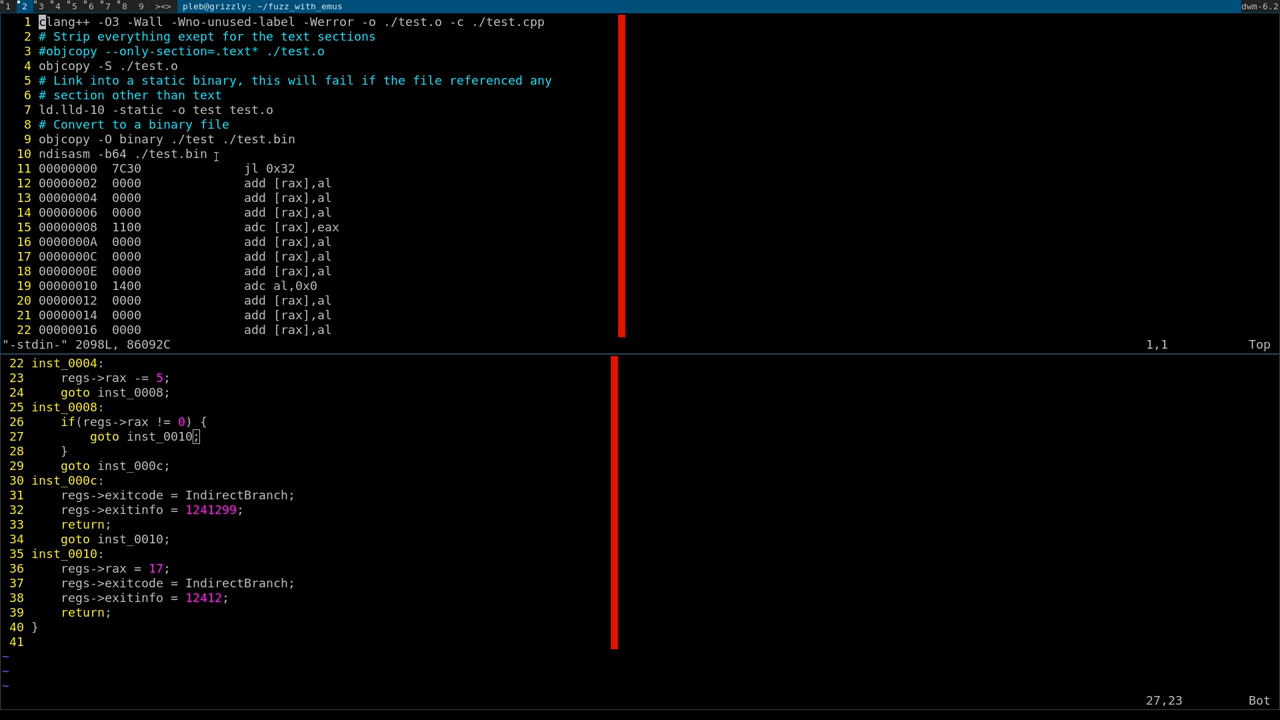 1 2 3 4 5 6 7 8 9 ><> pleb@grizzly: ~/fuzz_with_emus dwm-6.2
1 clang++ -O3 -Wall -Wno-unused-label -Werror -o ./test.o -c ./test.cpp
2 # Strip everything exept for the text sections
3 #objcopy --only-section=.text* ./test.o
4 objcopy -S ./test.o
5 # Link into a static binary, this will fail if the file referenced any
6 # section other than text
7 ld.lld-10 -static -o test test.o
8 # Convert to a binary file
9 objcopy -O binary ./test ./test.bin
10 ndisasm -b64 ./test.bin
11 00000000 7C30 jl 0x32
12 00000002 0000 add [rax],al
13 00000004 0000 add [rax],al
14 00000006 0000 add [rax],al
15 00000008 1100 adc [rax],eax
16 0000000A 0000 add [rax],al
17 0000000C 0000 add [rax],al
18 0000000E 0000 add [rax],al
19 00000010 1400 adc al,0x0
20 00000012 0000 add [rax],al
21 00000014 0000 add [rax],al
22 00000016 0000 add [rax],al
"-stdin-" 2098L, 86092C 1,1 Top
22 inst_0004:
23 regs->rax -= 5;
24 goto inst_0008;
25 inst_0008:
26 if(regs->rax != 0) {
27 goto inst_0010;
28 }
29 goto inst_000c;
30 inst_000c:
31 regs->exitcode = IndirectBranch;
32 regs->exitinfo = 1241299;
33 return;
34 goto inst_0010;
35 inst_0010:
36 regs->rax = 17;
37 regs->exitcode = IndirectBranch;
38 regs->exitinfo = 12412;
39 return;
40 }
41
~
~
~
27,23 Bot